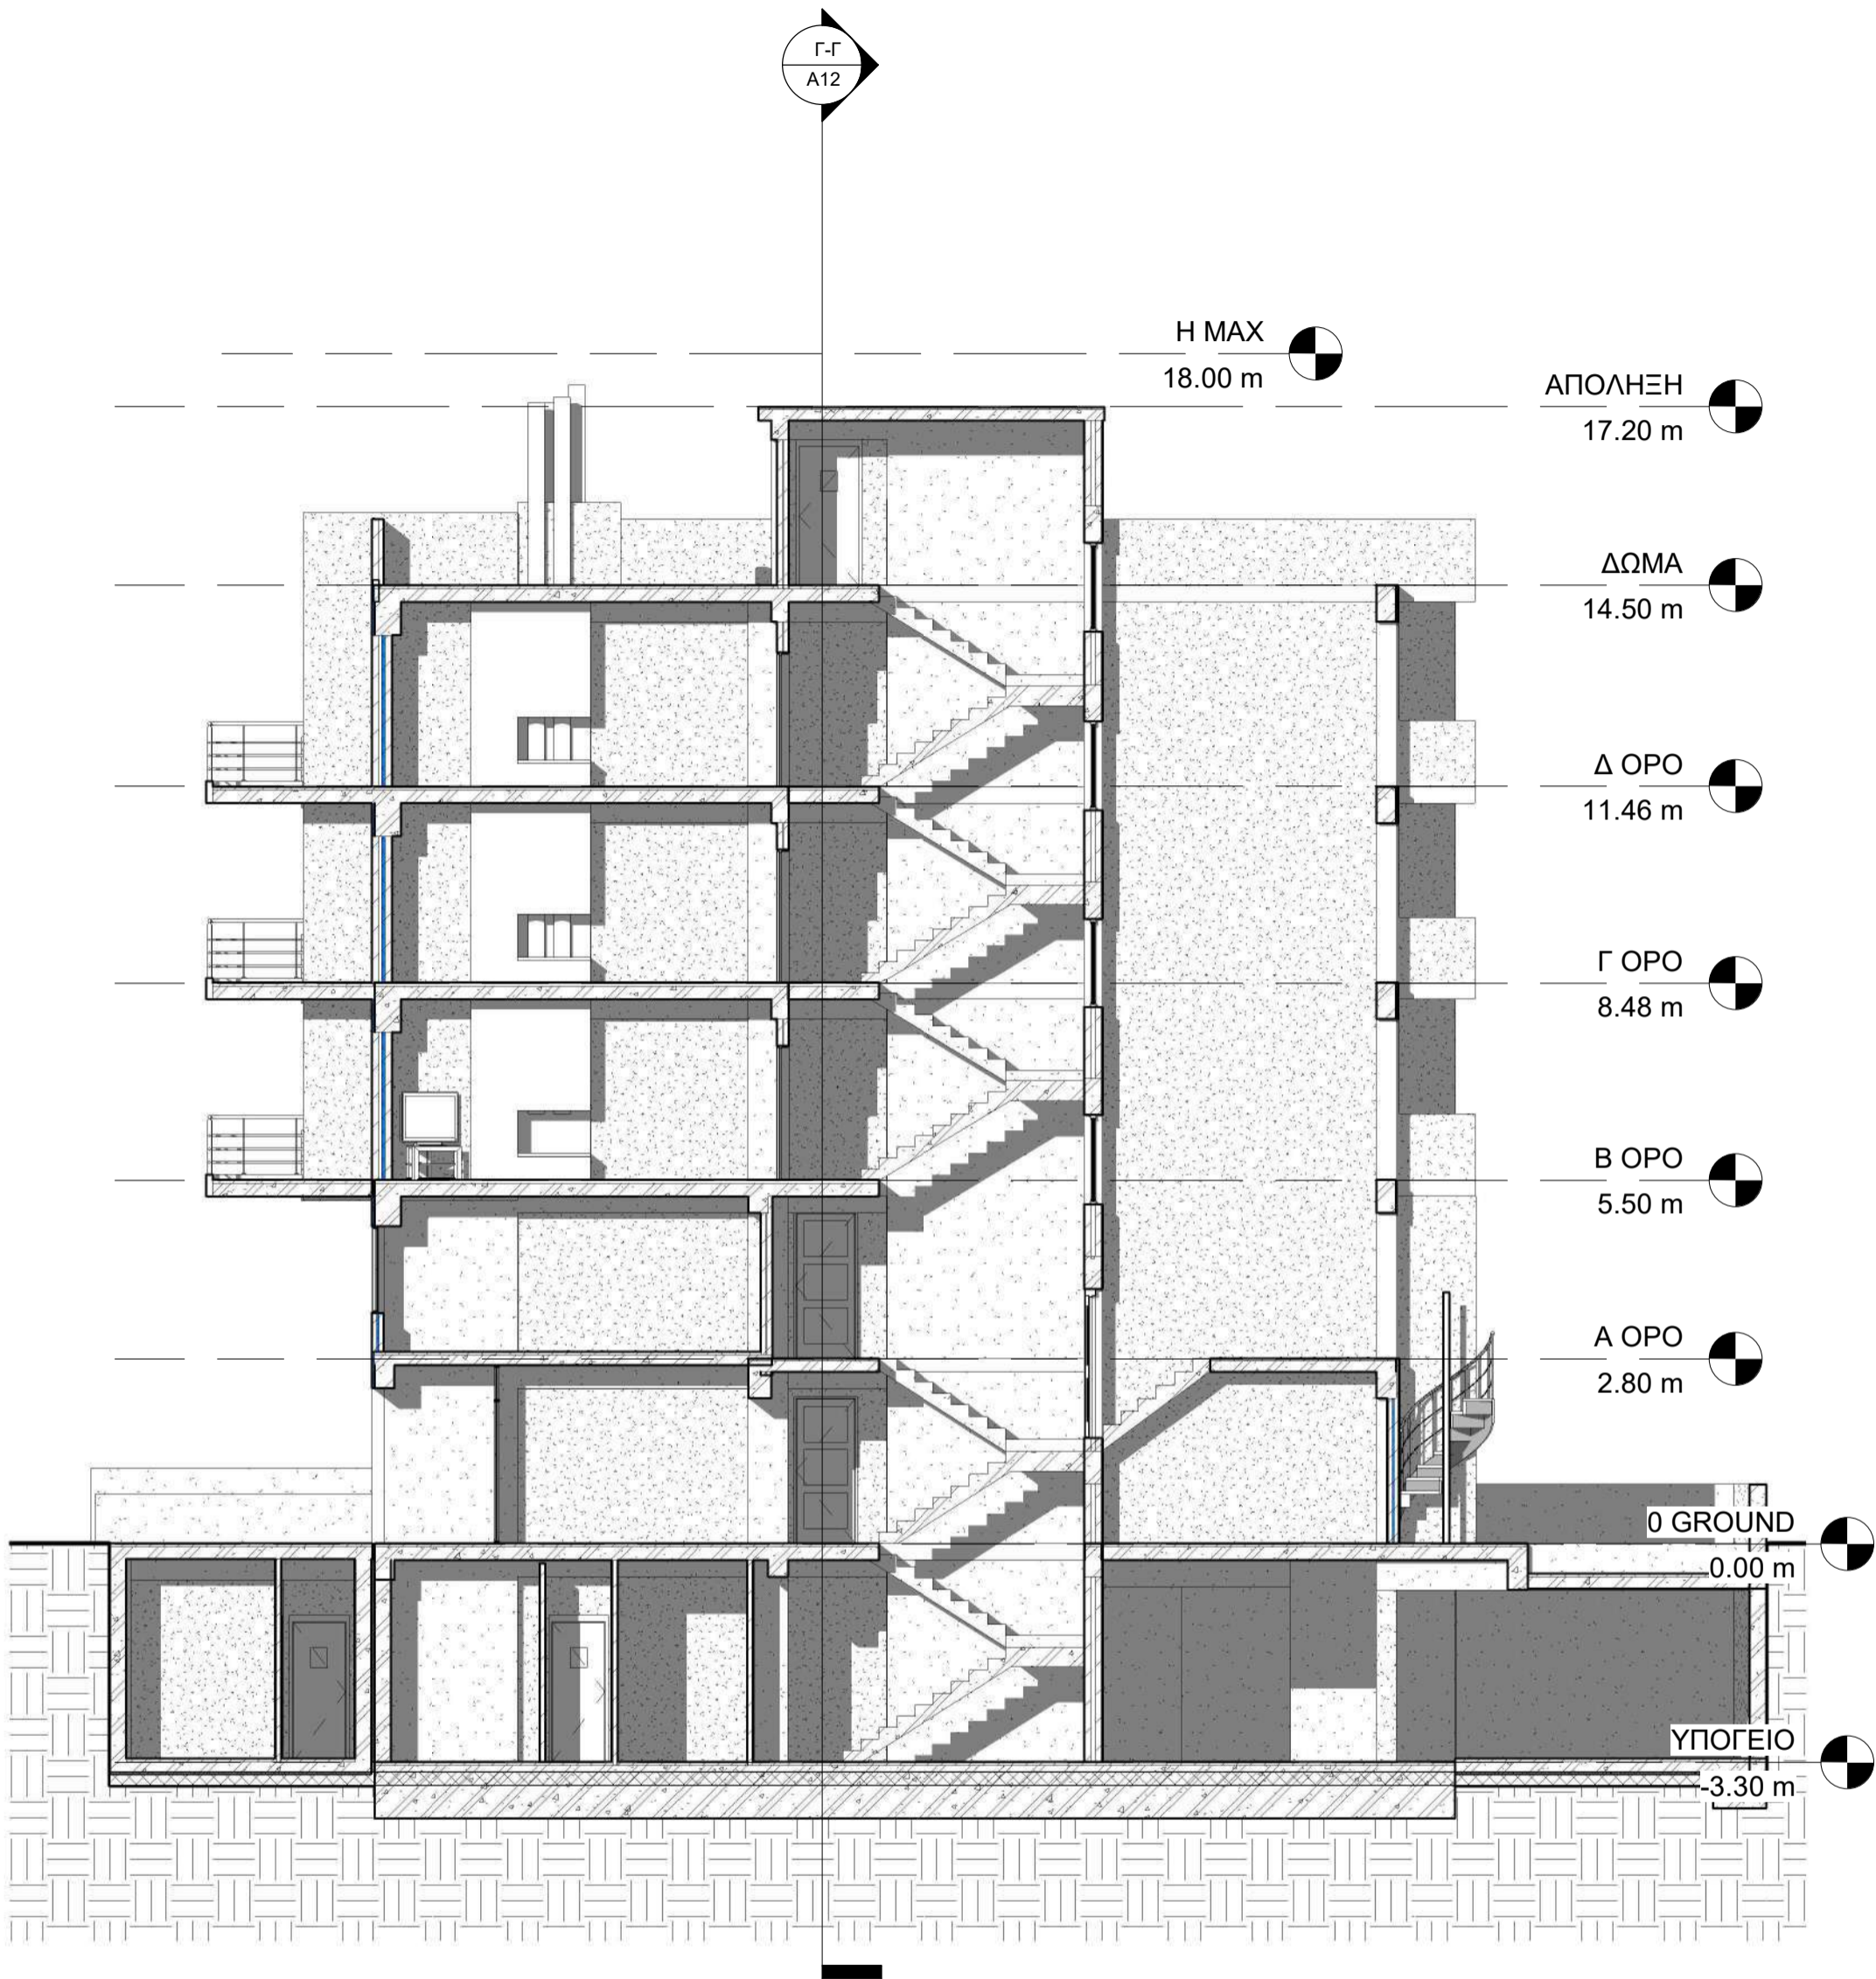 Γ-Γ
A12
H MAX
18.00 m
ΑΠΟΛΗΞΗ
17.20 m
ΔΩΜΑ
14.50 m
Δ ΟΡΟ
11.46 m
Γ ΟΡΟ
8.48 m
Β ΟΡΟ
5.50 m
Α ΟΡΟ
2.80 m
0 GROUND
0.00 m
ΥΠΟΓΕΙΟ
-3.30 m